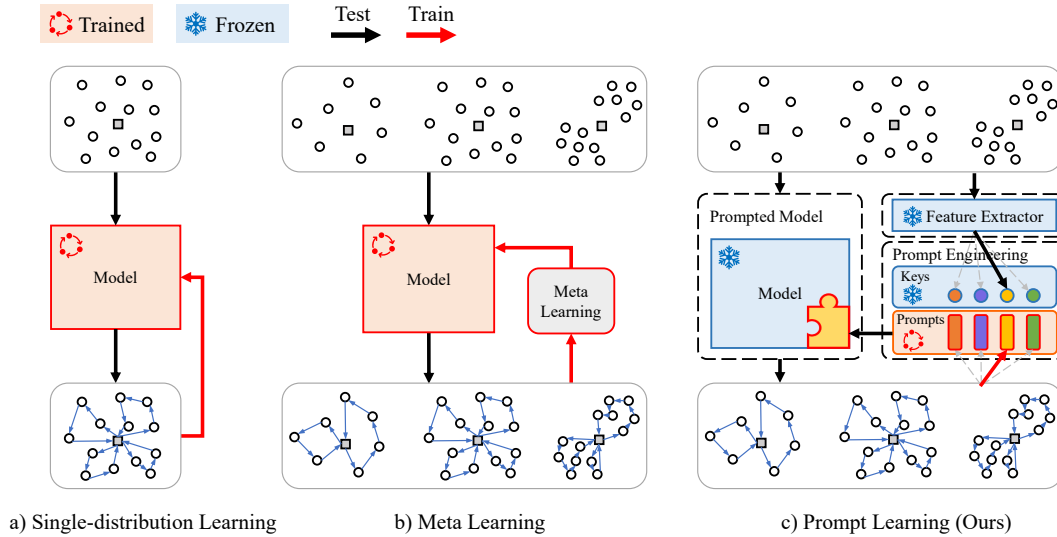 Trained
Frozen
Test
Train
Model
a) Single-distribution Learning
Model
Meta
Learning
b) Meta Learning
Prompted Model
Model
Feature Extractor
Prompt Engineering
Keys
Prompts
c) Prompt Learning (Ours)